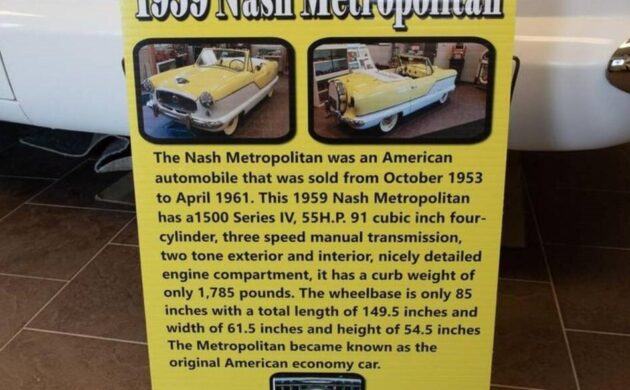 1959 Nash Metropolitan
The Nash Metropolitan was an American
automobile that was sold from October 1953
to April 1961. This 1959 Nash Metropolitan
has a1500 Series IV, 55H.P. 91 cubic inch four-
cylinder, three speed manual transmission,
two tone exterior and interior, nicely detailed
engine compartment, it has a curb weight of
only 1,785 pounds. The wheelbase is only 85
inches with a total length of 149.5 inches and
width of 61.5 inches and height of 54.5 inches
The Metropolitan became known as the
original American economy car.